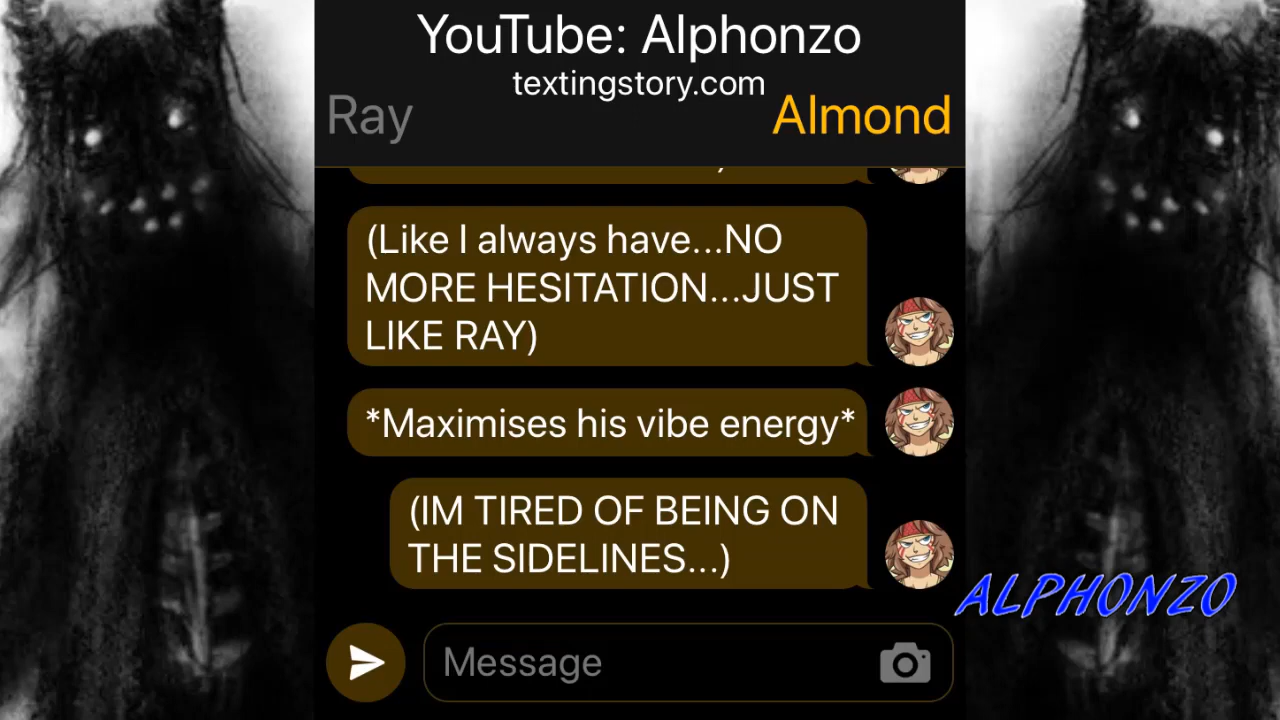 YouTube: Alphonzo
textingstory.com
Ray
Almond
(Like I always have...NO
MORE HESITATION...JUST
LIKE RAY)
*Maximises his vibe energy*
(IM TIRED OF BEING ON
THE SIDELINES...)
ALPHONZO
Message